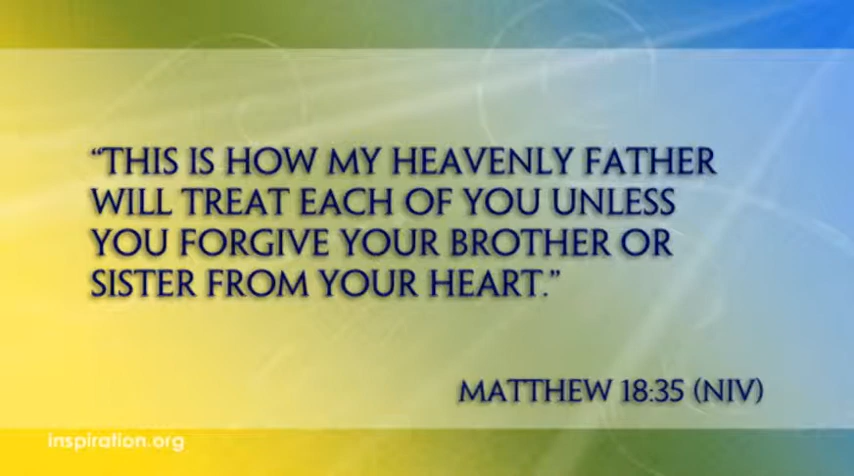 “THIS IS HOW MY HEAVENLY FATHER
WILL TREAT EACH OF YOU UNLESS
YOU FORGIVE YOUR BROTHER OR
SISTER FROM YOUR HEART.”
MATTHEW 18:35 (NIV)
inspiration.org